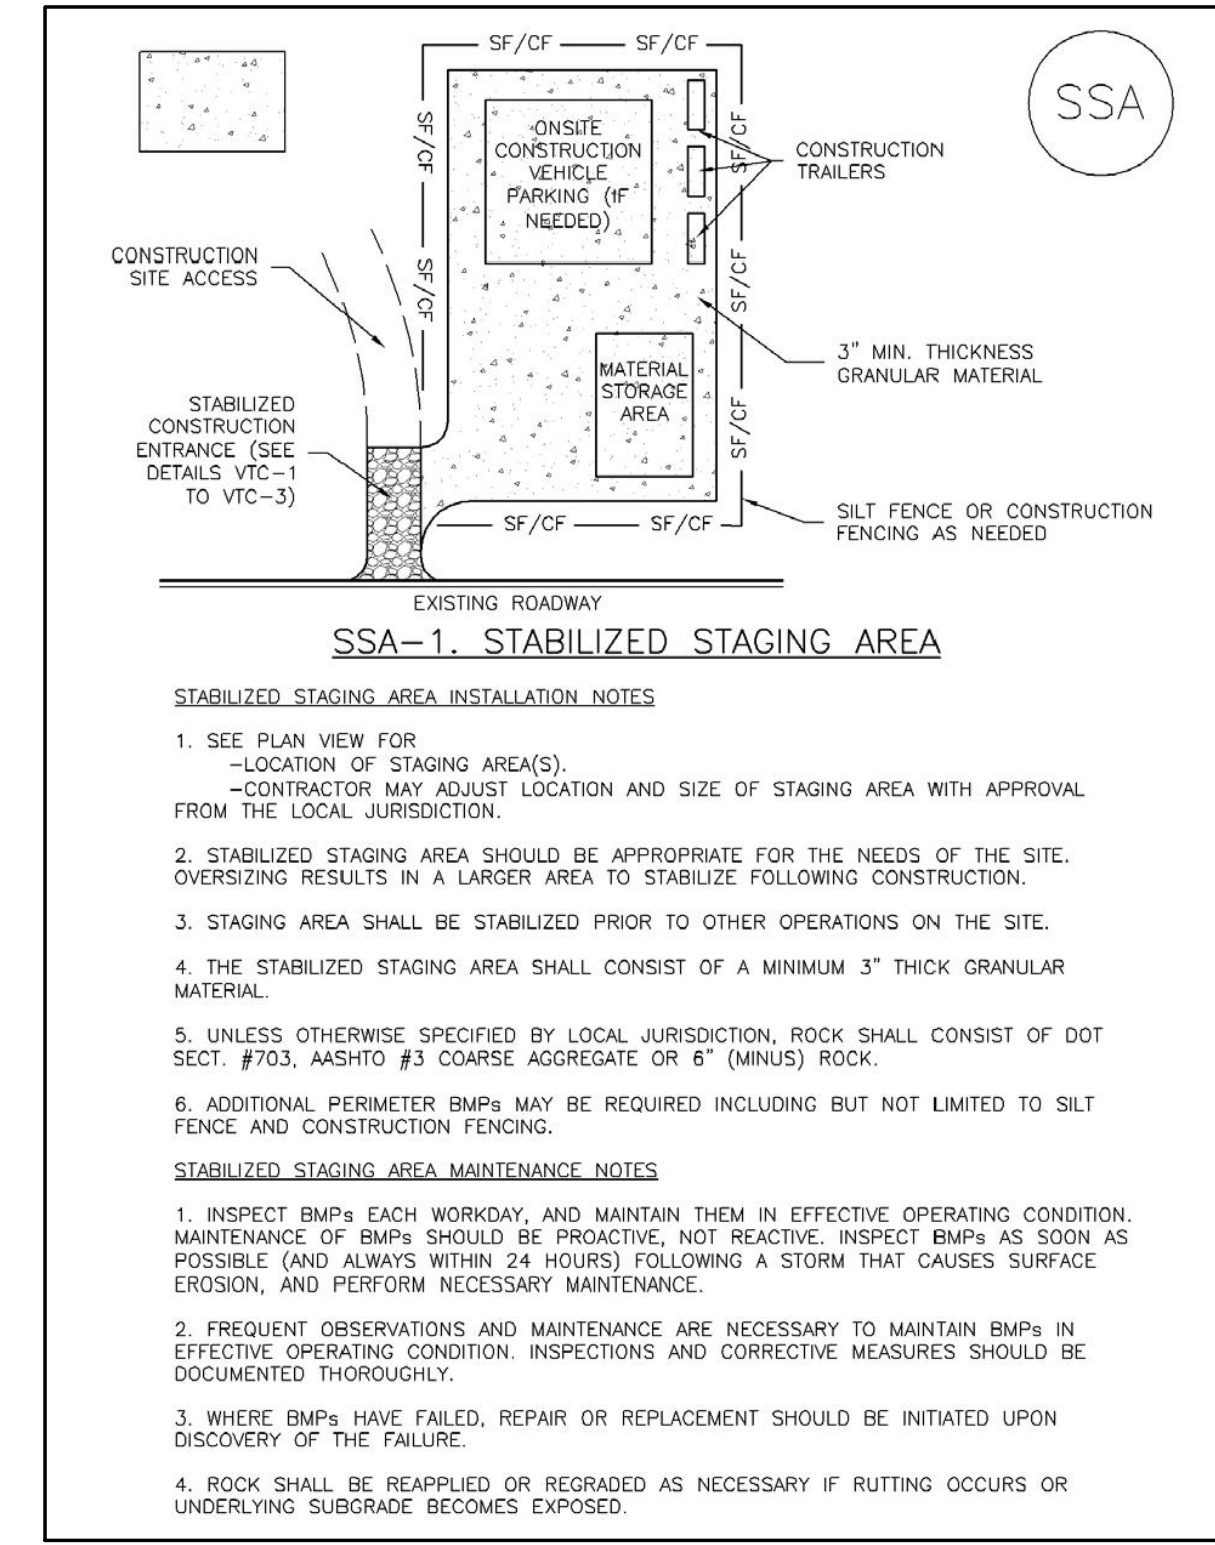 SF/CF SF/CF
SSA
SF/CF
SF/CF
ONSITE
CONSTRUCTION
VEHICLE
PARKING (IF
NEEDED)
SF/CF
CONSTRUCTION
TRAILERS
CONSTRUCTION
SITE ACCESS
SF/CF
3" MIN. THICKNESS
GRANULAR MATERIAL
MATERIAL
STORAGE
AREA
SF/CF
STABILIZED
CONSTRUCTION
ENTRANCE (SEE
DETAILS VTC-1
TO VTC-3)
SF/CF
SF/CF SF/CF
SILT FENCE OR CONSTRUCTION
FENCING AS NEEDED
EXISTING ROADWAY
SSA-1. STABILIZED STAGING AREA
STABILIZED STAGING AREA INSTALLATION NOTES
1. SEE PLAN VIEW FOR
-LOCATION OF STAGING AREA(S).
-CONTRACTOR MAY ADJUST LOCATION AND SIZE OF STAGING AREA WITH APPROVAL
FROM THE LOCAL JURISDICTION.
2. STABILIZED STAGING AREA SHOULD BE APPROPRIATE FOR THE NEEDS OF THE SITE.
OVERSIZING RESULTS IN A LARGER AREA TO STABILIZE FOLLOWING CONSTRUCTION.
3. STAGING AREA SHALL BE STABILIZED PRIOR TO OTHER OPERATIONS ON THE SITE.
4. THE STABILIZED STAGING AREA SHALL CONSIST OF A MINIMUM 3" THICK GRANULAR
MATERIAL.
5. UNLESS OTHERWISE SPECIFIED BY LOCAL JURISDICTION, ROCK SHALL CONSIST OF DOT
SECT. #703, AASHTO #3 COARSE AGGREGATE OR 6" (MINUS) ROCK.
6. ADDITIONAL PERIMETER BMPs MAY BE REQUIRED INCLUDING BUT NOT LIMITED TO SILT
FENCE AND CONSTRUCTION FENCING.
STABILIZED STAGING AREA MAINTENANCE NOTES
1. INSPECT BMPs EACH WORKDAY, AND MAINTAIN THEM IN EFFECTIVE OPERATING CONDITION.
MAINTENANCE OF BMPs SHOULD BE PROACTIVE, NOT REACTIVE. INSPECT BMPs AS SOON AS
POSSIBLE (AND ALWAYS WITHIN 24 HOURS) FOLLOWING A STORM THAT CAUSES SURFACE
EROSION, AND PERFORM NECESSARY MAINTENANCE.
2. FREQUENT OBSERVATIONS AND MAINTENANCE ARE NECESSARY TO MAINTAIN BMPs IN
EFFECTIVE OPERATING CONDITION. INSPECTIONS AND CORRECTIVE MEASURES SHOULD BE
DOCUMENTED THOROUGHLY.
3. WHERE BMPs HAVE FAILED, REPAIR OR REPLACEMENT SHOULD BE INITIATED UPON
DISCOVERY OF THE FAILURE.
4. ROCK SHALL BE REAPPLIED OR REGRADED AS NECESSARY IF RUTTING OCCURS OR
UNDERLYING SUBGRADE BECOMES EXPOSED.